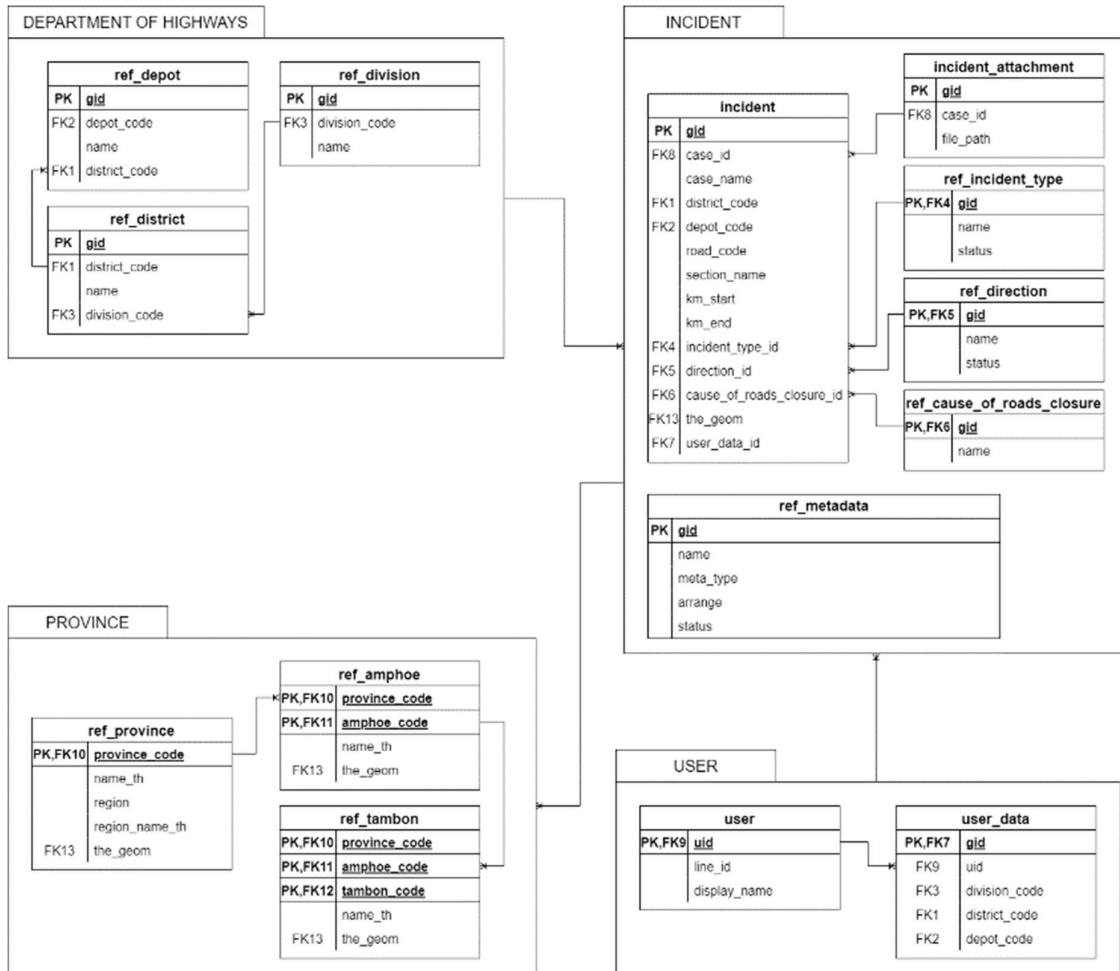 DEPARTMENT OF HIGHWAYS
ref_depot
PK gid
FK2 depot_code
name
FK1 district_code
ref_division
PK gid
FK3 division_code
name
ref_district
PK gid
FK1 district_code
name
FK3 division_code
INCIDENT
incident
PK gid
FK8 case_id
case_name
FK1 district_code
FK2 depot_code
road_code
section_name
km_start
km_end
FK4 incident_type_id
FK5 direction_id
FK6 cause_of_roads_closure_id
FK13 the_geom
FK7 user_data_id
incident_attachment
PK gid
FK8 case_id
file_path
ref_incident_type
PK,FK4 gid
name
status
ref_direction
PK,FK5 gid
name
status
ref_cause_of_roads_closure
PK,FK6 gid
name
ref_metadata
PK gid
name
meta_type
arrange
status
PROVINCE
ref_province
PK,FK10 province_code
name_th
region
region_name_th
FK13 the_geom
ref_amphoe
PK,FK10 province_code
PK,FK11 amphoe_code
name_th
FK13 the_geom
ref_tambon
PK,FK10 province_code
PK,FK11 amphoe_code
PK,FK12 tambon_code
name_th
FK13 the_geom
USER
user
PK,FK9 uid
line_id
display_name
user_data
PK,FK7 gid
FK9 uid
FK3 division_code
FK1 district_code
FK2 depot_code